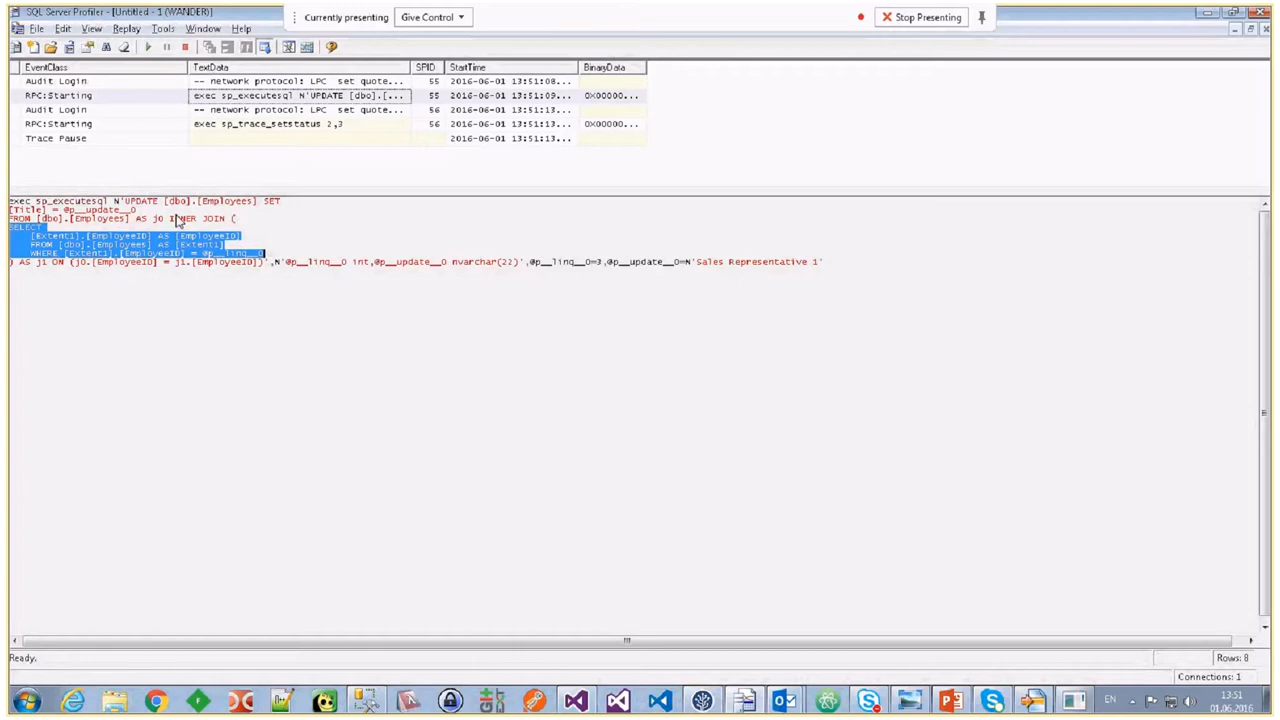 SQL Server Profiler - [Untitled - 1 (WANDER)]
Currently presenting
Give Control
Stop Presenting
File Edit View Replay Tools Window Help
EventClass TextData SPID StartTime BinaryData
Audit Login -- network protocol: LPC set quote... 55 2016-06-01 13:51:08...
RPC:Starting exec sp_executesql N'UPDATE [dbo].[... 55 2016-06-01 13:51:09... 0X00000...
Audit Login -- network protocol: LPC set quote... 56 2016-06-01 13:51:13...
RPC:Starting exec sp_trace_setstatus 2,3 56 2016-06-01 13:51:13... 0X00000...
Trace Pause 2016-06-01 13:51:13...
exec sp_executesql N'UPDATE [dbo].[Employees] SET
[Title] = @p__update__0
FROM [dbo].[Employees] AS j0 INNER JOIN (
SELECT
[Extent1].[EmployeeID] AS [EmployeeID]
FROM [dbo].[Employees] AS [Extent1]
WHERE [Extent1].[EmployeeID] = @p__linq__0
) AS j1 ON (j0.[EmployeeID] = j1.[EmployeeID])',N'@p__linq__0 int,@p__update__0 nvarchar(22)',@p__linq__0=3,@p__update__0=N'Sales Representative 1'
Ready.
Rows: 8
Connections: 1
EN
13:51
01.06.2016